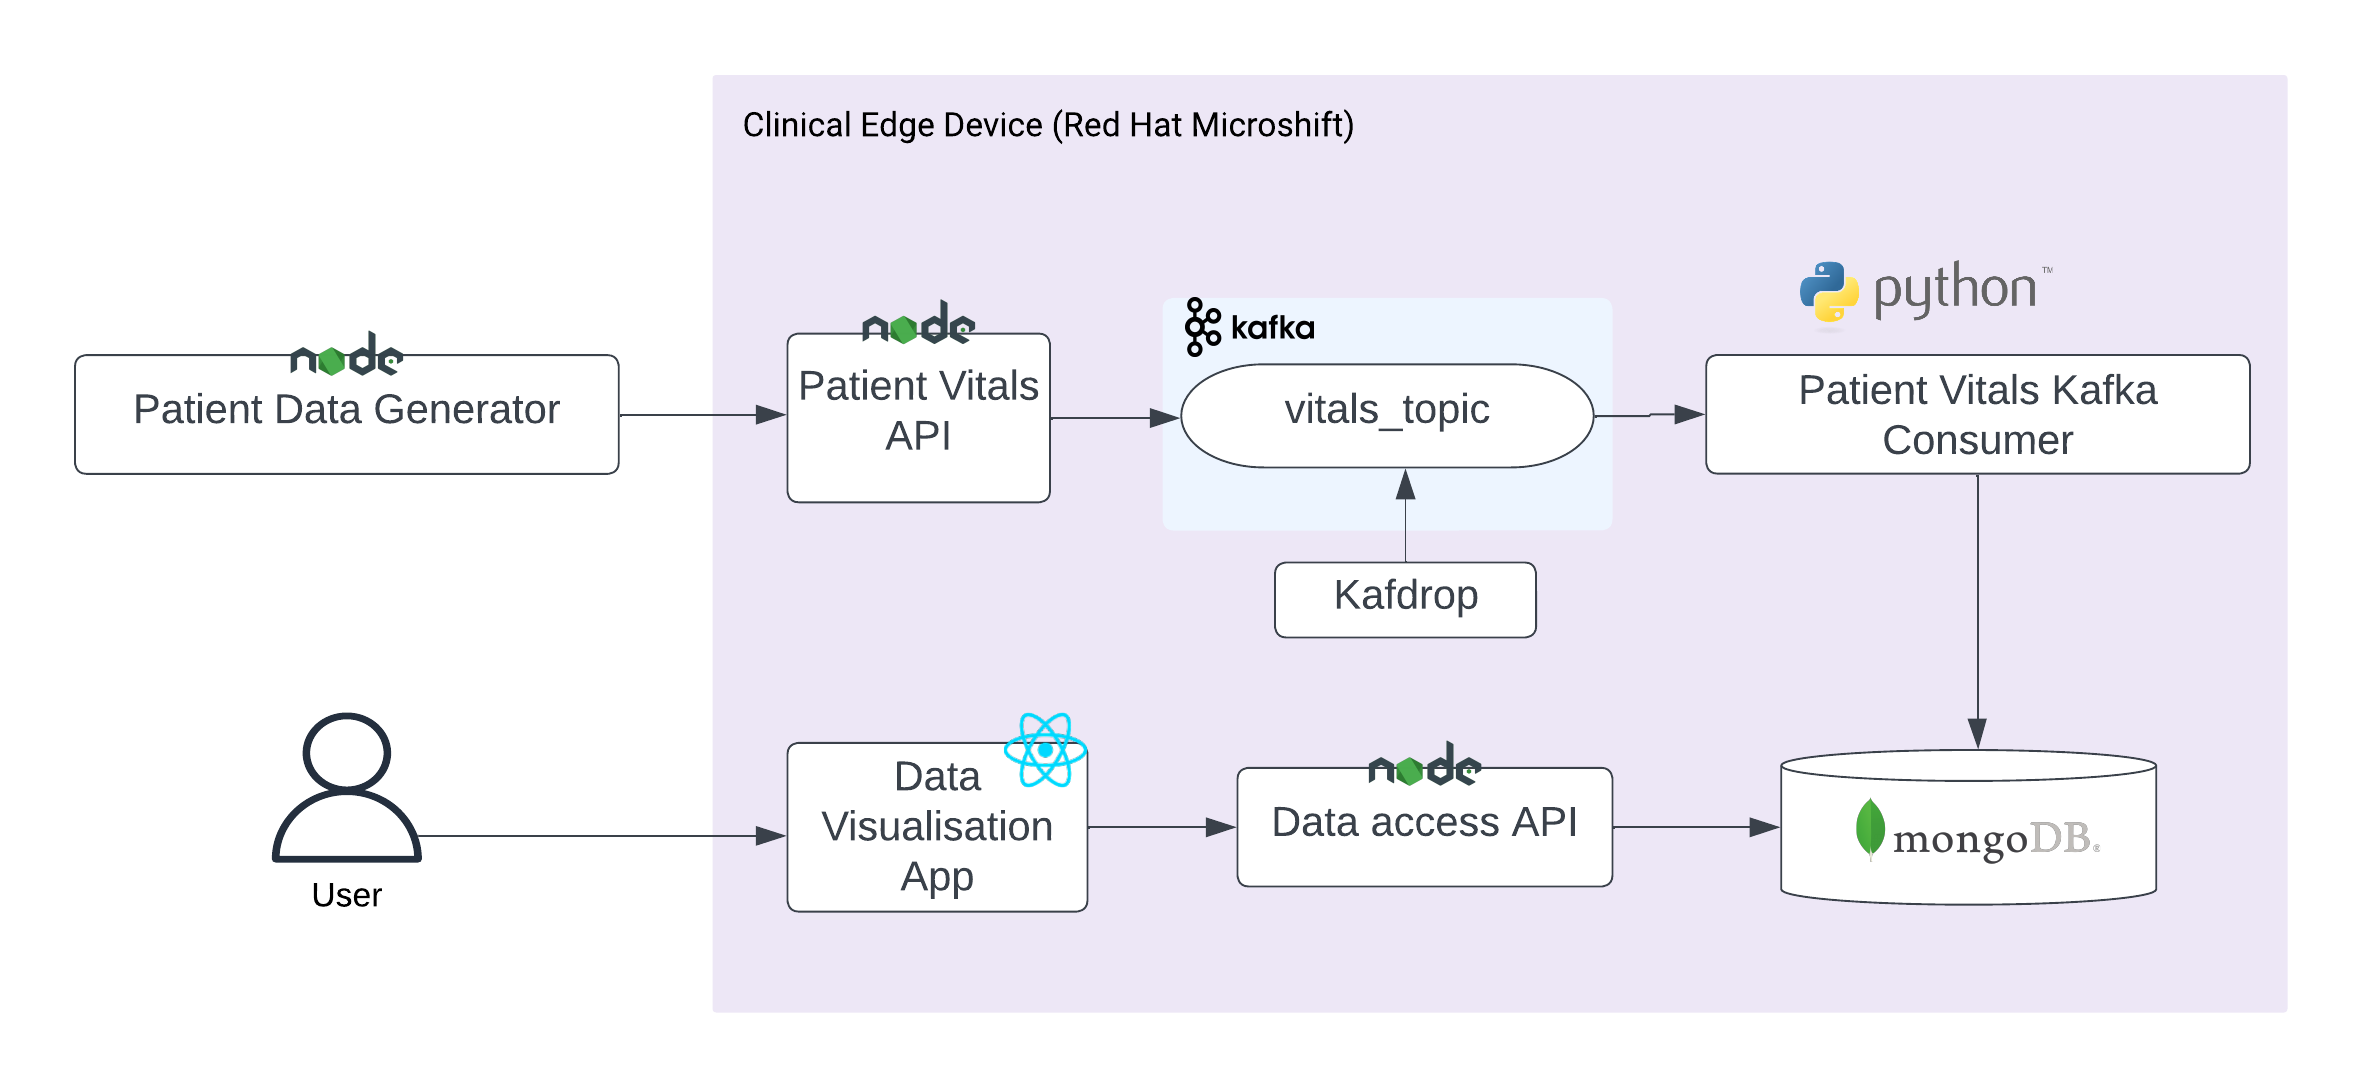 Clinical Edge Device (Red Hat Microshift)
node
Patient Data Generator
node
Patient Vitals
API
kafka
vitals_topic
python™
Patient Vitals Kafka
Consumer
Kafdrop
User
Data
Visualisation
App
node
Data access API
mongoDB®